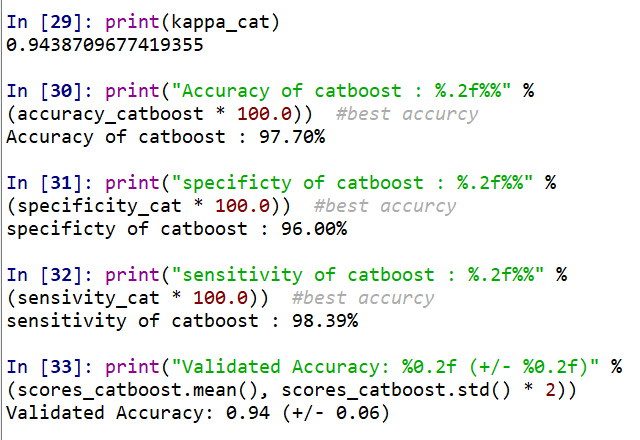 In [29]: print(kappa_cat)
0.9438709677419355
In [30]: print("Accuracy of catboost : %.2f%%" %
(accuracy_catboost * 100.0))  #best accurcy
Accuracy of catboost : 97.70%
In [31]: print("specificty of catboost : %.2f%%" %
(specificity_cat * 100.0))  #best accurcy
specificty of catboost : 96.00%
In [32]: print("sensitivity of catboost : %.2f%%" %
(sensivity_cat * 100.0))  #best accurcy
sensitivity of catboost : 98.39%
In [33]: print("Validated Accuracy: %0.2f (+/- %0.2f)" %
(scores_catboost.mean(), scores_catboost.std() * 2))
Validated Accuracy: 0.94 (+/- 0.06)